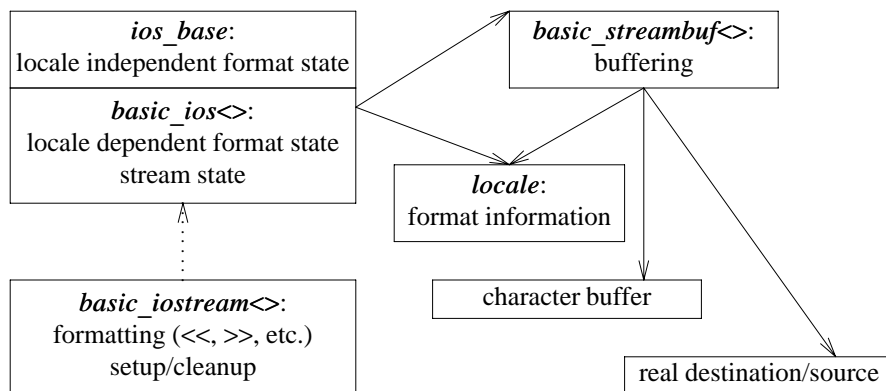 ios_base:
locale independent format state
basic_ios<>:
locale dependent format state
stream state
basic_streambuf<>:
buffering
locale:
format information
character buffer
basic_iostream<>:
formatting (<<, >>, etc.)
setup/cleanup
real destination/source